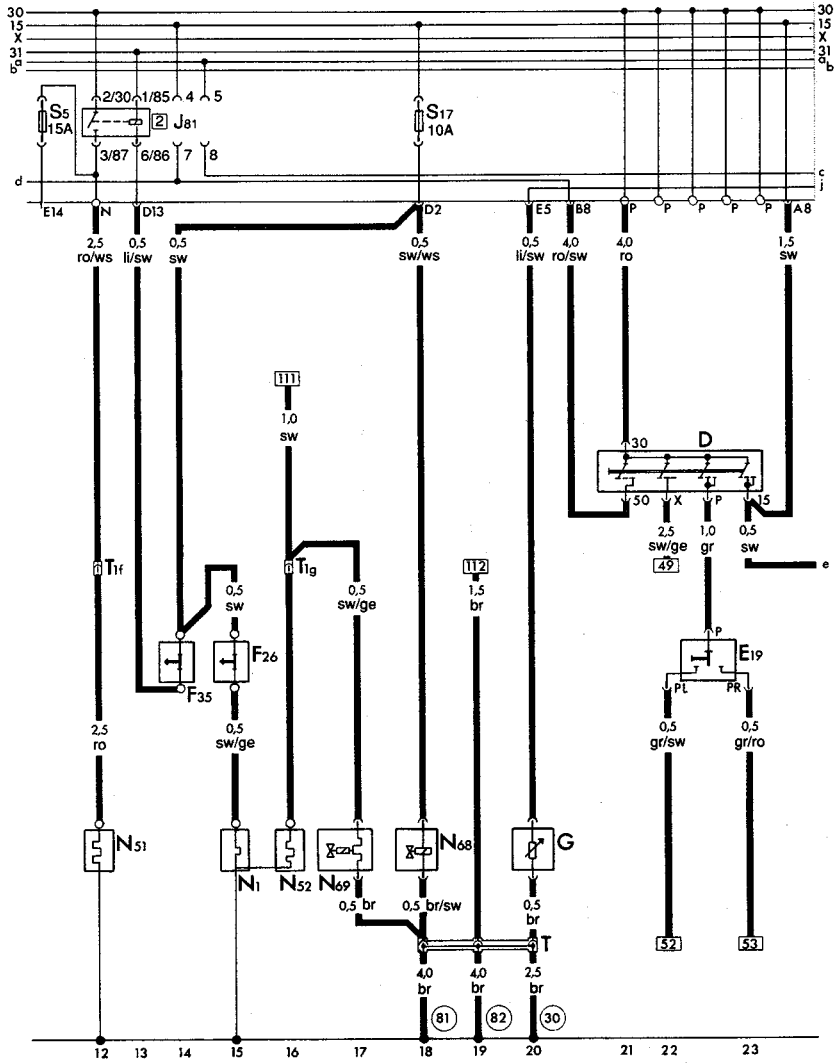 30 30
15 15
X X
31 31
a a
b b
2/30 1/85 4 5
S5 15A
2 J81
S17 10A
3/87 6/86 7 8
d c
j
E14 N D13 D2 E5 B8 P P P P P A8
2,5 0,5 0,5 0,5 0,5 4,0 4,0 1,5
ro/ws li/sw sw sw/ws li/sw ro/sw ro sw
111
1,0
sw
30 D
50 X P 15
2,5 1,0 0,5
sw/ge gr sw
49
e
T1f T1g 112
0,5 0,5 1,5
sw sw/ge br
P
F35 F26 E19
PL PR
2,5 0,5 0,5 0,5
ro sw/ge gr/sw gr/ro
N51 N1 N52 N69 N68 G
0,5 br 0,5 br/sw 0,5
br
T
52 53
4,0 4,0 2,5
br br br
81 82 30
12 13 14 15 16 17 18 19 20 21 22 23